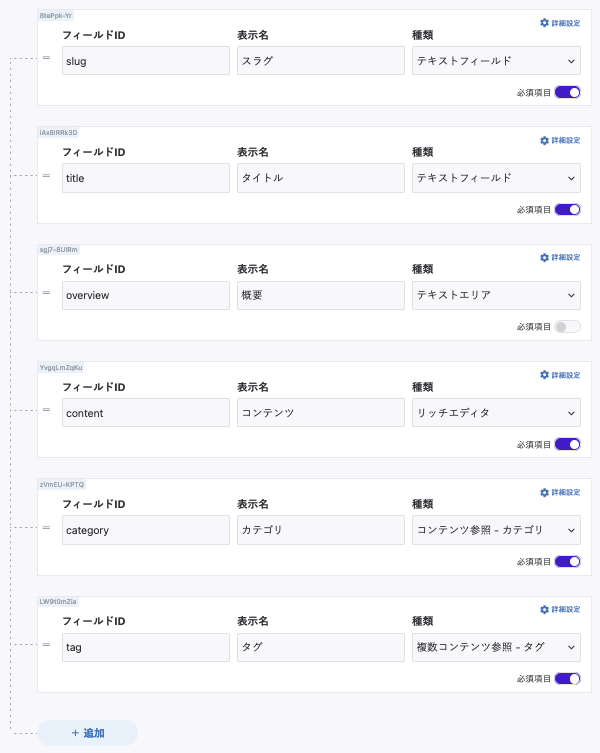 8tePpk-Yr
詳細設定
フィールドID 表示名 種類
slug スラグ テキストフィールド
必須項目
iAx8IRRk3D
詳細設定
フィールドID 表示名 種類
title タイトル テキストフィールド
必須項目
sgj7-8UIRm
詳細設定
フィールドID 表示名 種類
overview 概要 テキストエリア
必須項目
YvgqLmZqKu
詳細設定
フィールドID 表示名 種類
content コンテンツ リッチエディタ
必須項目
zVmEU-KPTQ
詳細設定
フィールドID 表示名 種類
category カテゴリ コンテンツ参照 - カテゴリ
必須項目
LW9t0mZia
詳細設定
フィールドID 表示名 種類
tag タグ 複数コンテンツ参照 - タグ
必須項目
+ 追加